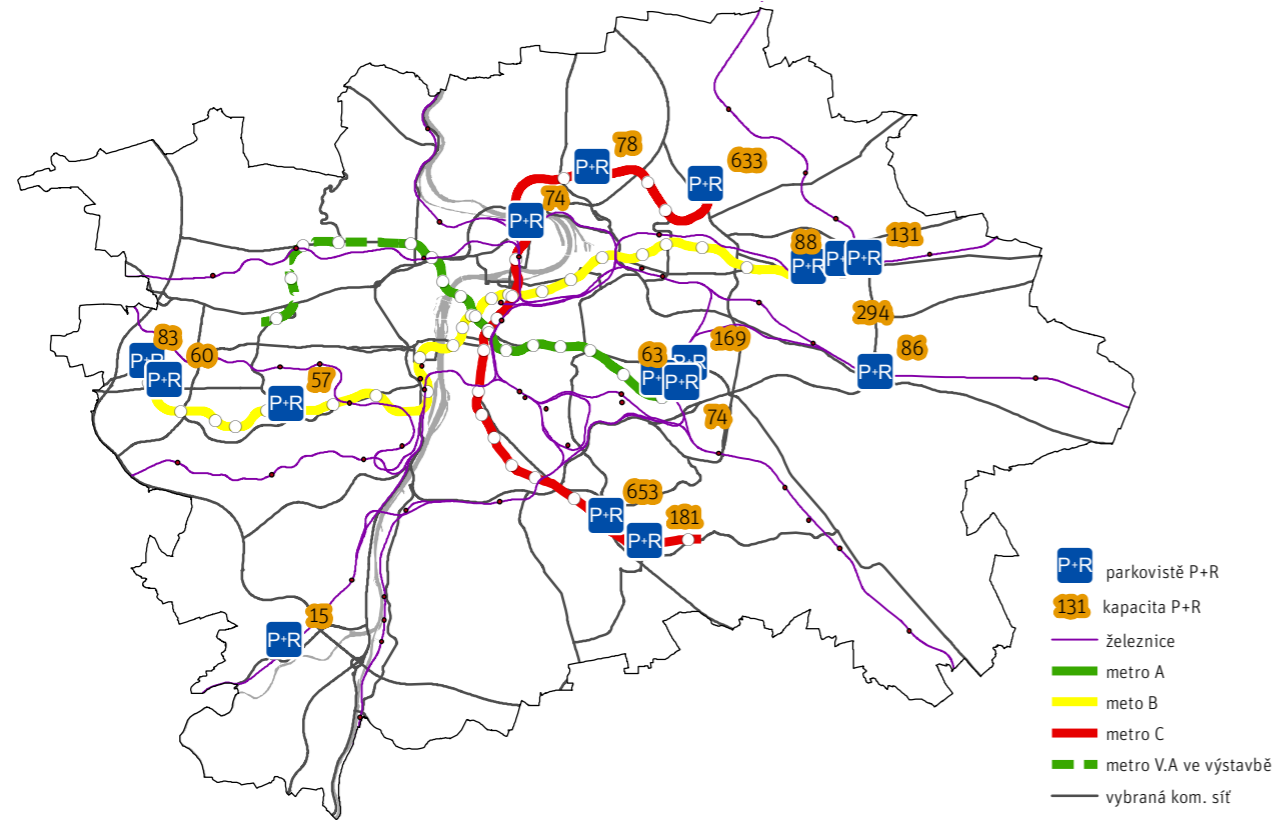 78
P+R
633
P+R
74
P+R
88
131
P+R
P+R
P+R
294
83
60
P+R
P+R
57
P+R
63
169
P+R
P+R
P+R
86
P+R
74
653
P+R
181
P+R
15
P+R
P+R parkovistě P+R
131 kapacita P+R
železnice
metro A
meto B
metro C
metro V.A ve výstavbě
vybraná kom. síť